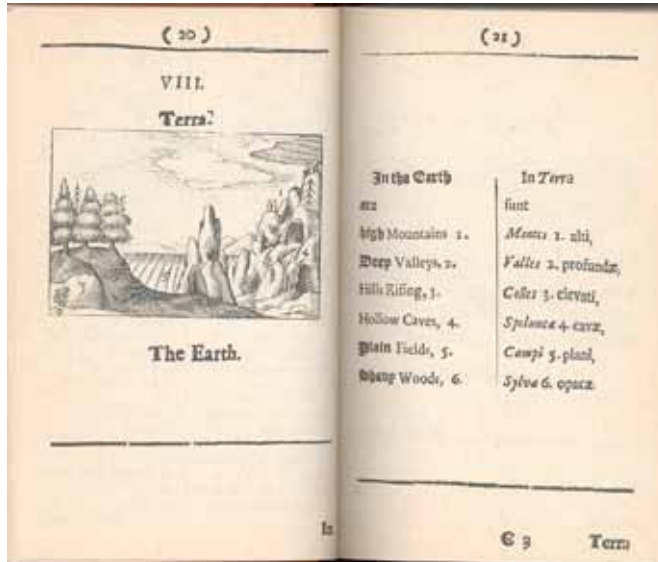 ( 20 )
VIII.
Terra.
The Earth.
In
( 21 )
In the Earth
are
high Mountains 1.
Deep Valleys, 2.
Hills Rising, 3.
Hollow Caves, 4.
Plain Fields, 5.
Shady Woods, 6.
In Terra
sunt
Montes 1. alti,
Valles 2. profundæ,
Colles 3. elevati,
Speluncæ 4. cavæ,
Campi 5. plani,
Sylvæ 6. opacæ
C 3 Terra